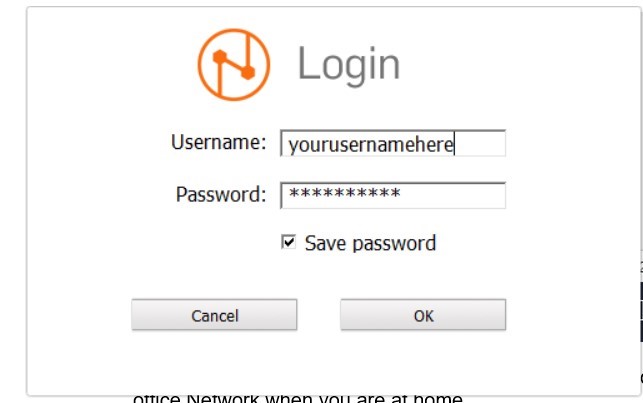 Login
Username: yourusernamehere
Password: **********
Save password
Cancel OK
office Network when you are at home